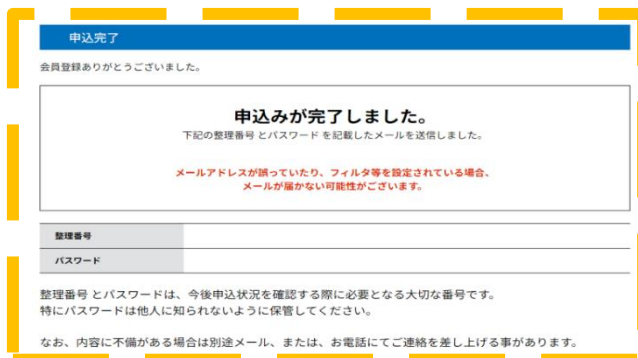 申込完了
会員登録ありがとうございました。
申込みが完了しました。
下記の整理番号 とパスワード を記載したメールを送信しました。
メールアドレスが誤っていたり、フィルタ等を設定されている場合、
メールが届かない可能性がございます。
整理番号
パスワード
整理番号 とパスワードは、今後申込状況を確認する際に必要となる大切な番号です。
特にパスワードは他人に知られないように保管してください。
なお、内容に不備がある場合は別途メール、または、お電話にてご連絡を差し上げる事があります。